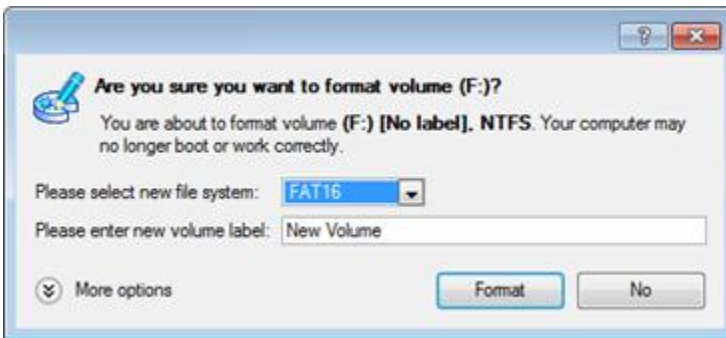 Are you sure you want to format volume (F:)?
You are about to format volume (F:) [No label], NTFS. Your computer may
no longer boot or work correctly.
Please select new file system: FAT16
Please enter new volume label: New Volume
More options Format No